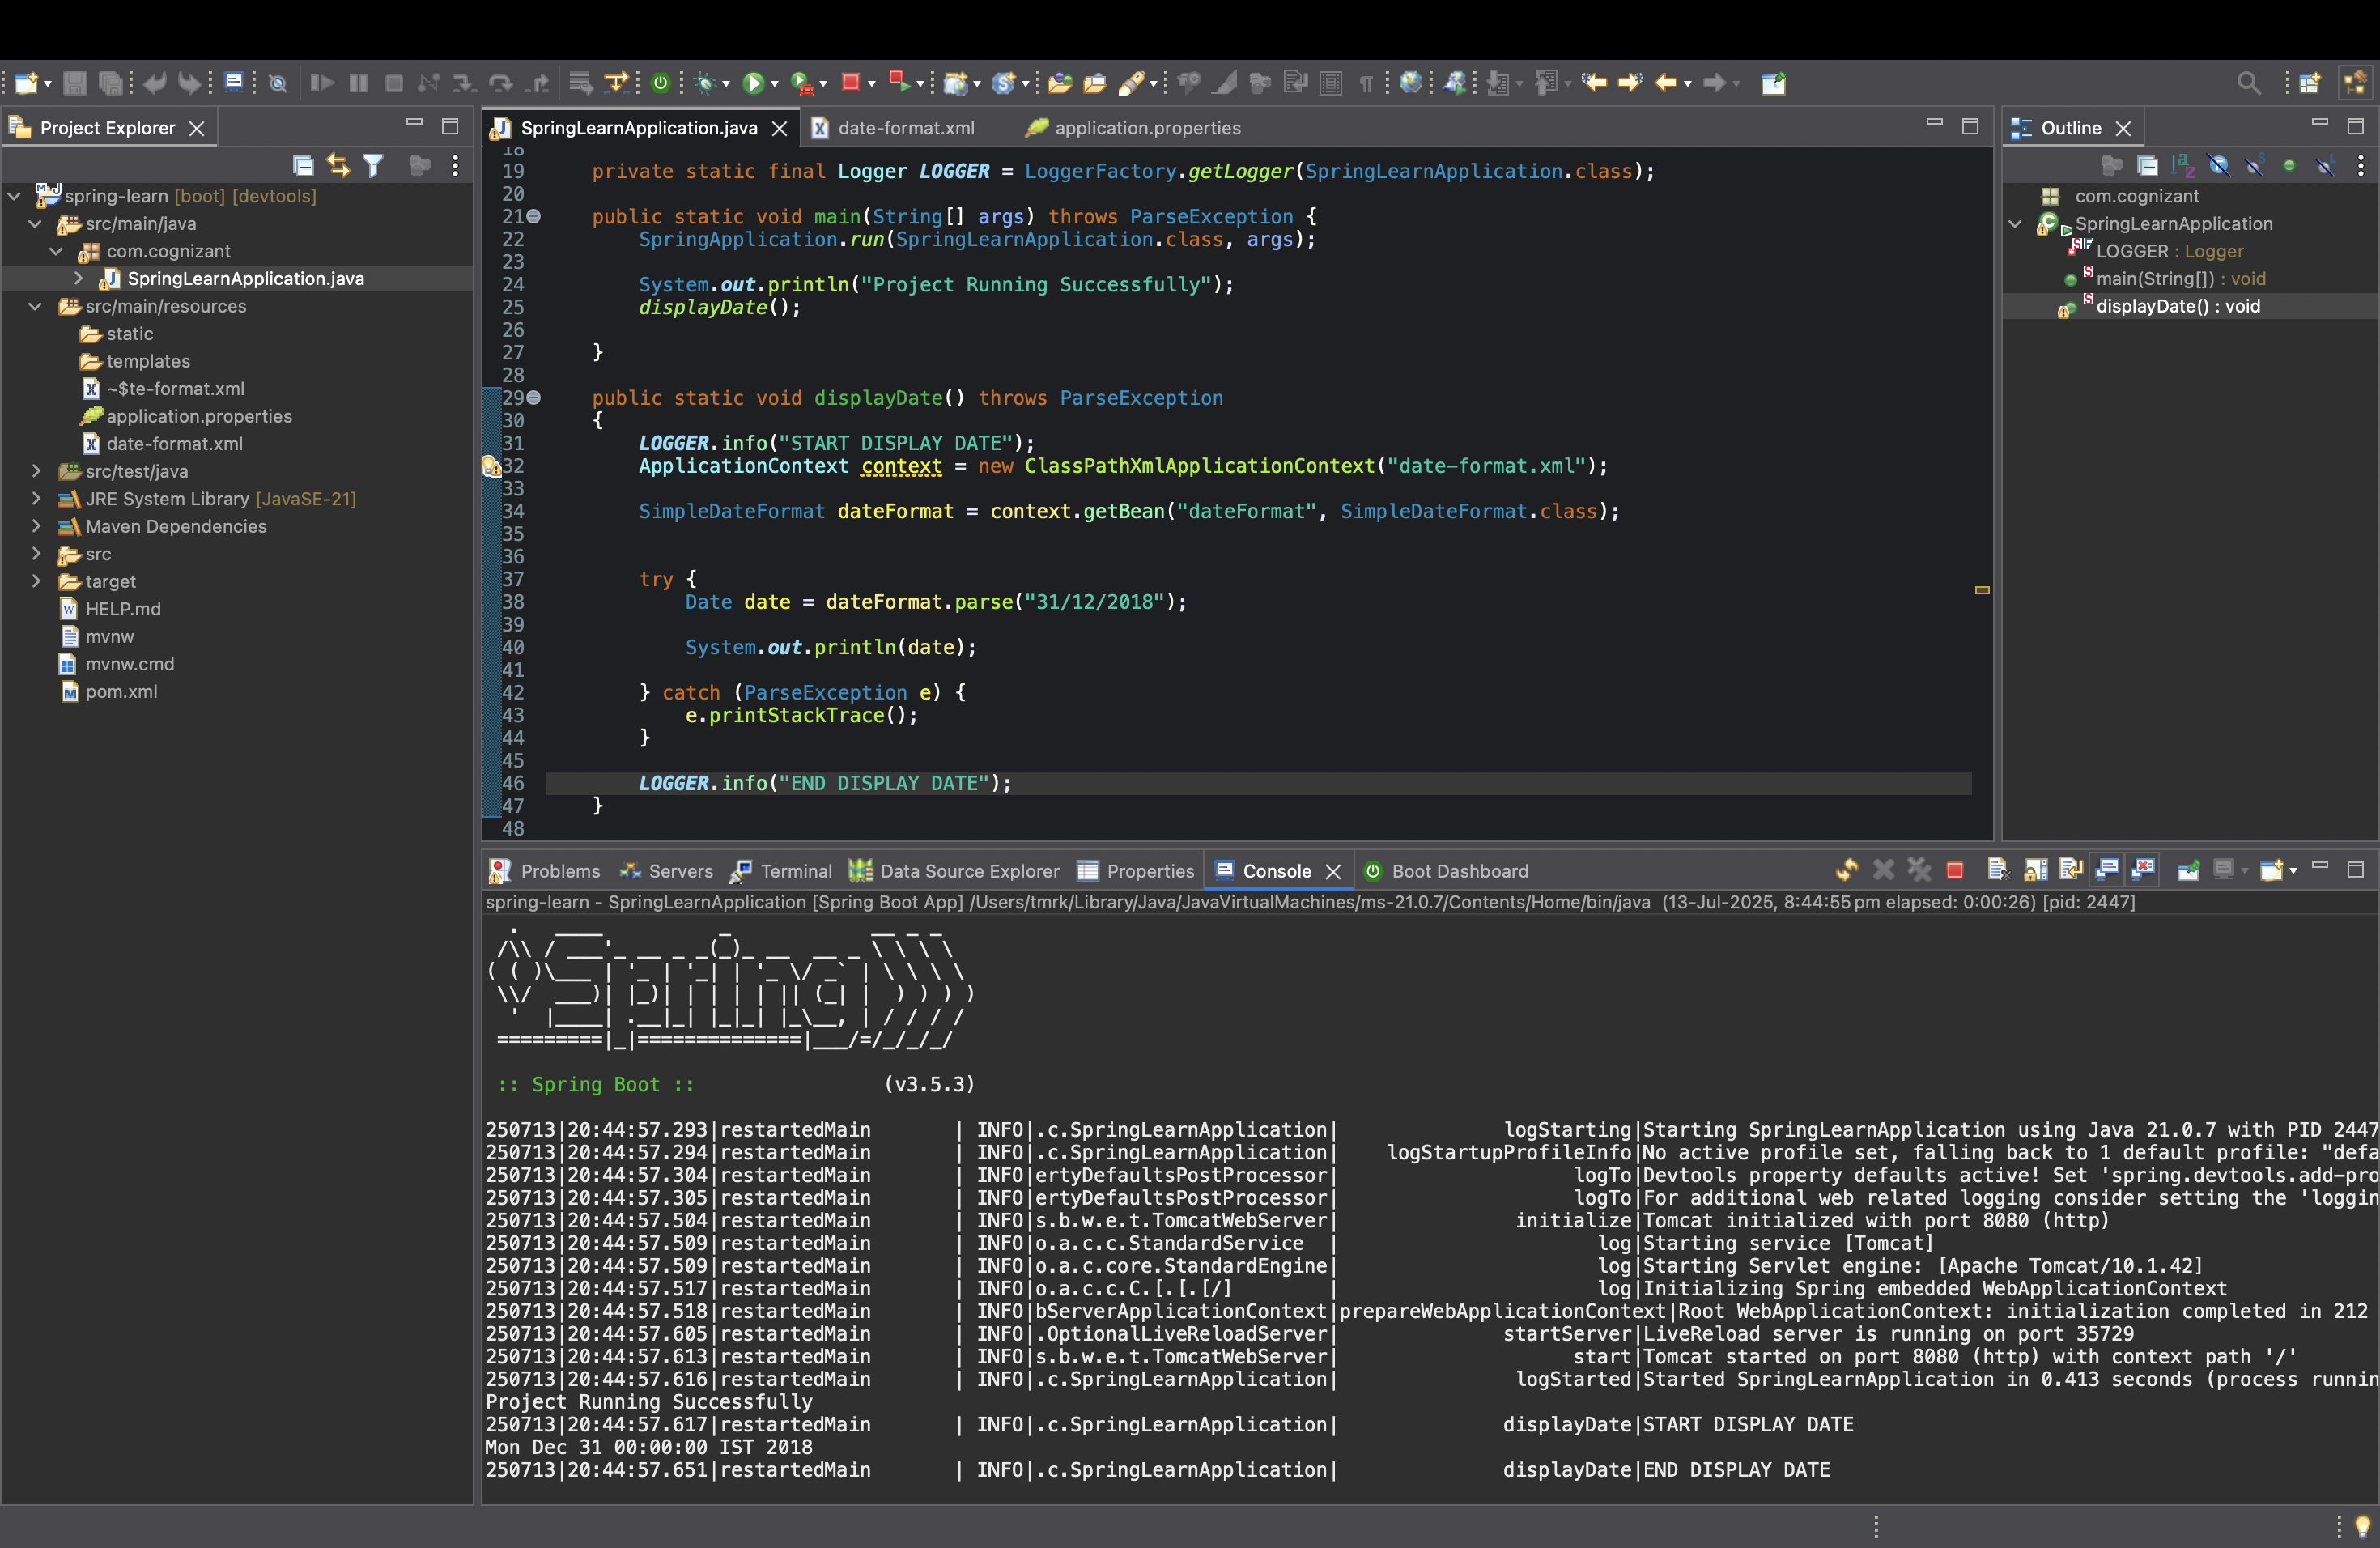 Project Explorer
spring-learn [boot] [devtools]
src/main/java
com.cognizant
SpringLearnApplication.java
src/main/resources
static
templates
~$te-format.xml
application.properties
date-format.xml
src/test/java
JRE System Library [JavaSE-21]
Maven Dependencies
src
target
HELP.md
mvnw
mvnw.cmd
pom.xml
SpringLearnApplication.java
date-format.xml
application.properties
18
19 private static final Logger LOGGER = LoggerFactory.getLogger(SpringLearnApplication.class);
20
21 public static void main(String[] args) throws ParseException {
22 SpringApplication.run(SpringLearnApplication.class, args);
23
24 System.out.println("Project Running Successfully");
25 displayDate();
26
27 }
28
29 public static void displayDate() throws ParseException
30 {
31 LOGGER.info("START DISPLAY DATE");
32 ApplicationContext context = new ClassPathXmlApplicationContext("date-format.xml");
33
34 SimpleDateFormat dateFormat = context.getBean("dateFormat", SimpleDateFormat.class);
35
36
37 try {
38 Date date = dateFormat.parse("31/12/2018");
39
40 System.out.println(date);
41
42 } catch (ParseException e) {
43 e.printStackTrace();
44 }
45
46 LOGGER.info("END DISPLAY DATE");
47 }
48
Outline
com.cognizant
SpringLearnApplication
LOGGER : Logger
main(String[]) : void
displayDate() : void
Problems Servers Terminal Data Source Explorer Properties Console Boot Dashboard
spring-learn - SpringLearnApplication [Spring Boot App] /Users/tmrk/Library/Java/JavaVirtualMachines/ms-21.0.7/Contents/Home/bin/java (13-Jul-2025, 8:44:55 pm elapsed: 0:00:26) [pid: 2447]
Spring
:: Spring Boot :: (v3.5.3)
250713|20:44:57.293|restartedMain | INFO|.c.SpringLearnApplication| logStarting|Starting SpringLearnApplication using Java 21.0.7 with PID 2447
250713|20:44:57.294|restartedMain | INFO|.c.SpringLearnApplication| logStartupProfileInfo|No active profile set, falling back to 1 default profile: "defa
250713|20:44:57.304|restartedMain | INFO|ertyDefaultsPostProcessor| logTo|Devtools property defaults active! Set 'spring.devtools.add-pro
250713|20:44:57.305|restartedMain | INFO|ertyDefaultsPostProcessor| logTo|For additional web related logging consider setting the 'loggin
250713|20:44:57.504|restartedMain | INFO|s.b.w.e.t.TomcatWebServer| initialize|Tomcat initialized with port 8080 (http)
250713|20:44:57.509|restartedMain | INFO|o.a.c.c.StandardService | log|Starting service [Tomcat]
250713|20:44:57.509|restartedMain | INFO|o.a.c.core.StandardEngine| log|Starting Servlet engine: [Apache Tomcat/10.1.42]
250713|20:44:57.517|restartedMain | INFO|o.a.c.c.C.[.[.[/] | log|Initializing Spring embedded WebApplicationContext
250713|20:44:57.518|restartedMain | INFO|bServerApplicationContext|prepareWebApplicationContext|Root WebApplicationContext: initialization completed in 212
250713|20:44:57.605|restartedMain | INFO|.OptionalLiveReloadServer| startServer|LiveReload server is running on port 35729
250713|20:44:57.613|restartedMain | INFO|s.b.w.e.t.TomcatWebServer| start|Tomcat started on port 8080 (http) with context path '/'
250713|20:44:57.616|restartedMain | INFO|.c.SpringLearnApplication| logStarted|Started SpringLearnApplication in 0.413 seconds (process runnin
Project Running Successfully
250713|20:44:57.617|restartedMain | INFO|.c.SpringLearnApplication| displayDate|START DISPLAY DATE
Mon Dec 31 00:00:00 IST 2018
250713|20:44:57.651|restartedMain | INFO|.c.SpringLearnApplication| displayDate|END DISPLAY DATE